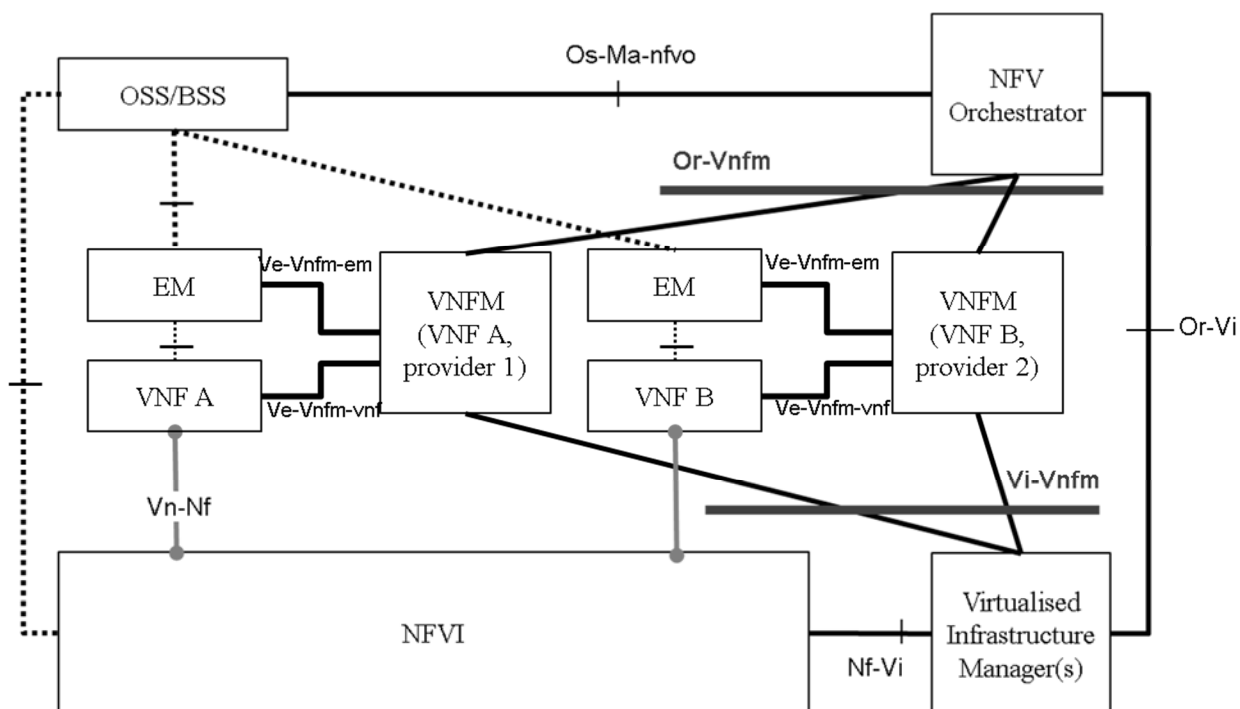 Os-Ma-nfvo
OSS/BSS
NFV
Orchestrator
Or-Vnfm
Ve-Vnfm-em
Ve-Vnfm-em
EM
VNFM
(VNF A,
provider 1)
EM
VNFM
(VNF B,
provider 2)
Or-Vi
VNF A
VNF B
Ve-Vnfm-vnf
Ve-Vnfm-vnf
Vi-Vnfm
Vn-Nf
NFVI
Virtualised
Infrastructure
Manager(s)
Nf-Vi